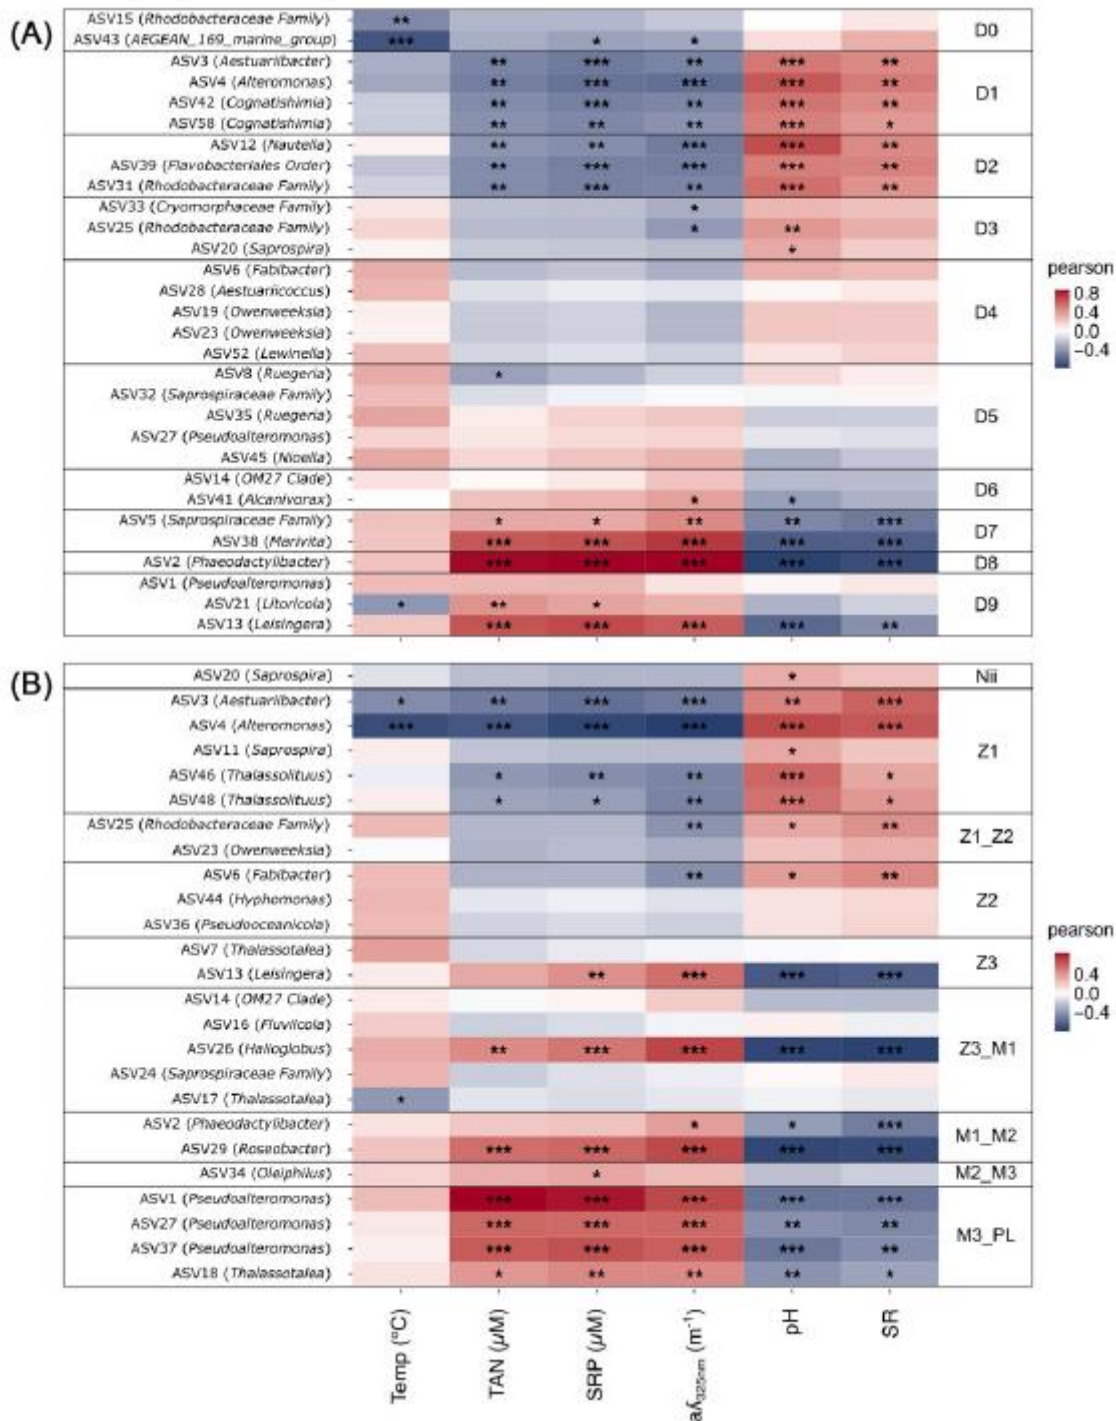 (A)
ASV15 (Rhodobacteraceae Family) ** D0
ASV43 (AEGEAN_169_marine_group) *** * *
ASV3 (Aestuariibacter) ** *** ** *** ** D1
ASV4 (Alteromonas) ** *** *** *** **
ASV42 (Cognatishimia) ** *** ** *** **
ASV58 (Cognatishimia) ** ** ** *** *
ASV12 (Nautella) ** ** *** *** ** D2
ASV39 (Flavobacteriales Order) ** *** *** *** **
ASV31 (Rhodobacteraceae Family) ** *** ** *** **
ASV33 (Cryomorphaceae Family) * D3
ASV25 (Rhodobacteraceae Family) * **
ASV20 (Saprospira) *
ASV6 (Fabibacter) D4
ASV28 (Aestuariicoccus)
ASV19 (Owenweeksia)
ASV23 (Owenweeksia)
ASV52 (Lewinella)
ASV8 (Ruegeria) * D5
ASV32 (Saprospiraceae Family)
ASV35 (Ruegeria)
ASV27 (Pseudoalteromonas)
ASV45 (Nioella)
ASV14 (OM27 Clade) D6
ASV41 (Alcanivorax) * *
ASV5 (Saprospiraceae Family) * * ** ** *** D7
ASV38 (Marivita) *** *** *** *** ***
ASV2 (Phaeodactylibacter) *** *** *** *** *** D8
ASV1 (Pseudoalteromonas) D9
ASV21 (Litoricola) * ** *
ASV13 (Leisingera) *** *** *** *** **
pearson
0.8
0.4
0.0
−0.4
(B)
ASV20 (Saprospira) * Nii
ASV3 (Aestuariibacter) * ** *** *** ** *** Z1
ASV4 (Alteromonas) *** *** *** *** *** ***
ASV11 (Saprospira) *
ASV46 (Thalassolituus) * ** ** *** *
ASV48 (Thalassolituus) * * ** *** *
ASV25 (Rhodobacteraceae Family) ** * ** Z1_Z2
ASV23 (Owenweeksia)
ASV6 (Fabibacter) ** * ** Z2
ASV44 (Hyphomonas)
ASV36 (Pseudooceanicola)
ASV7 (Thalassotalea) Z3
ASV13 (Leisingera) ** *** *** ***
ASV14 (OM27 Clade) Z3_M1
ASV16 (Fluviicola)
ASV26 (Halioglobus) ** *** *** *** ***
ASV24 (Saprospiraceae Family)
ASV17 (Thalassotalea) *
ASV2 (Phaeodactylibacter) * * *** M1_M2
ASV29 (Roseobacter) *** *** *** *** ***
ASV34 (Oleiphilus) * M2_M3
ASV1 (Pseudoalteromonas) *** *** *** *** *** M3_PL
ASV27 (Pseudoalteromonas) *** *** *** ** **
ASV37 (Pseudoalteromonas) *** *** *** *** **
ASV18 (Thalassotalea) * ** ** ** *
pearson
0.4
0.0
−0.4
Temp (°C)
TAN (µM)
SRP (µM)
aʎ325nm (m⁻¹)
pH
SR